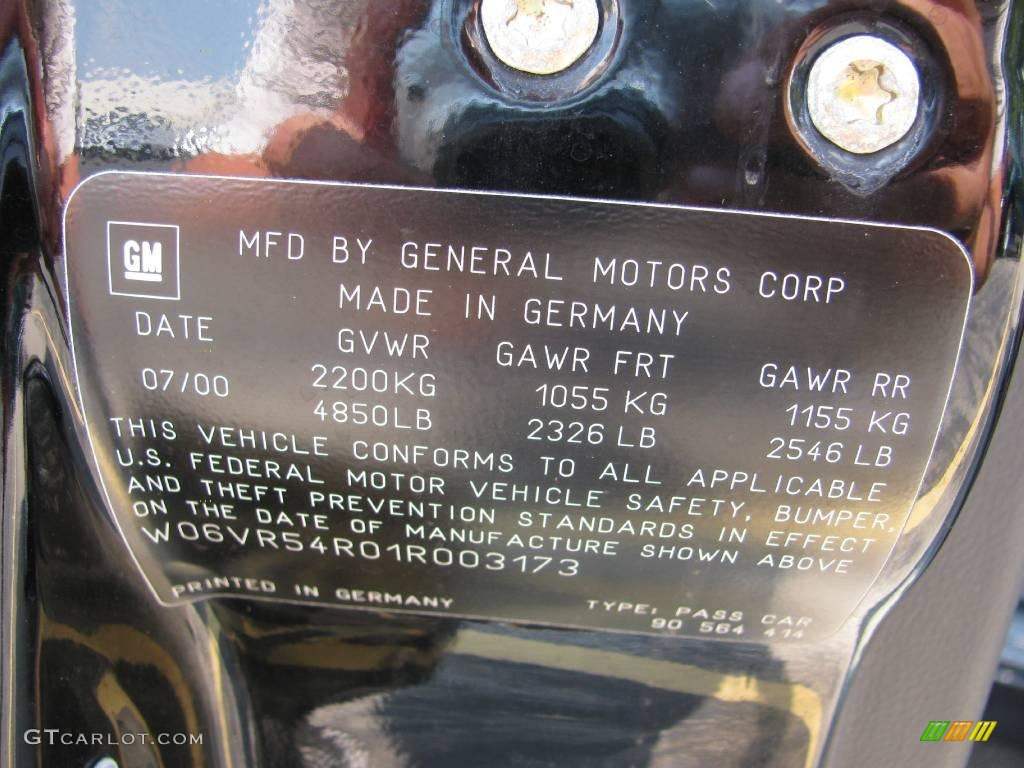 GM MFD BY GENERAL MOTORS CORP
MADE IN GERMANY
DATE GVWR GAWR FRT GAWR RR
07/00 2200KG 1055 KG 1155 KG
4850LB 2326 LB 2546 LB
THIS VEHICLE CONFORMS TO ALL APPLICABLE
U.S. FEDERAL MOTOR VEHICLE SAFETY, BUMPER,
AND THEFT PREVENTION STANDARDS IN EFFECT
ON THE DATE OF MANUFACTURE SHOWN ABOVE
W06VR54R01R003173
PRINTED IN GERMANY TYPE: PASS CAR
90 564 414
GTCARLOT.COM